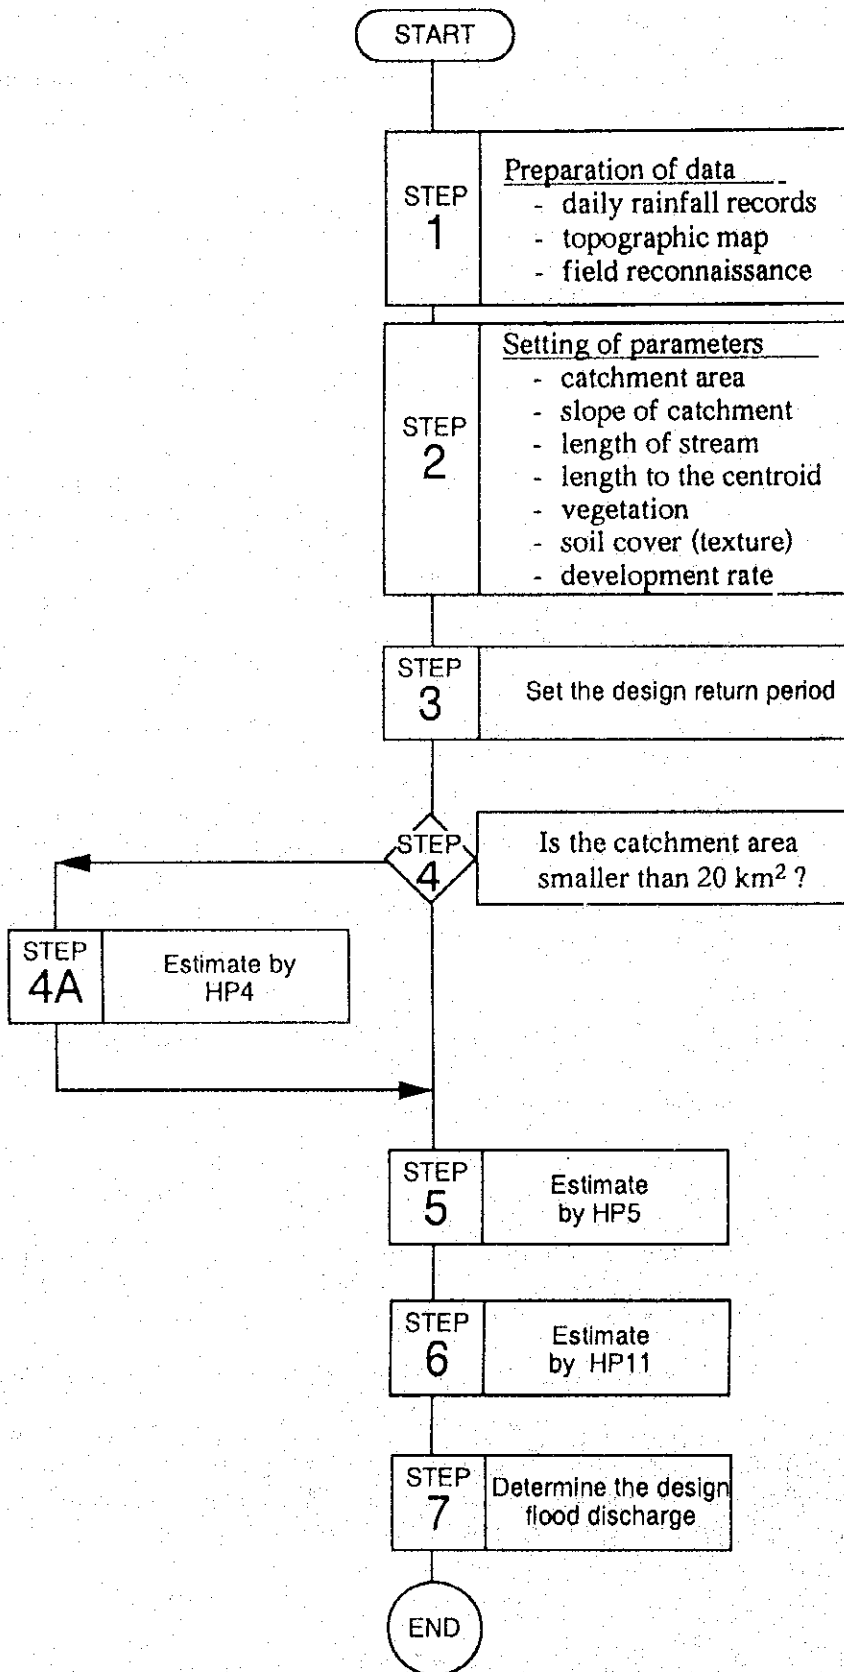 START
STEP
1
Preparation of data
- daily rainfall records
- topographic map
- field reconnaissance
STEP
2
Setting of parameters
- catchment area
- slope of catchment
- length of stream
- length to the centroid
- vegetation
- soil cover (texture)
- development rate
STEP
3
Set the design return period
STEP
4
Is the catchment area
smaller than 20 km² ?
STEP
4A
Estimate by
HP4
STEP
5
Estimate
by HP5
STEP
6
Estimate
by HP11
STEP
7
Determine the design
flood discharge
END